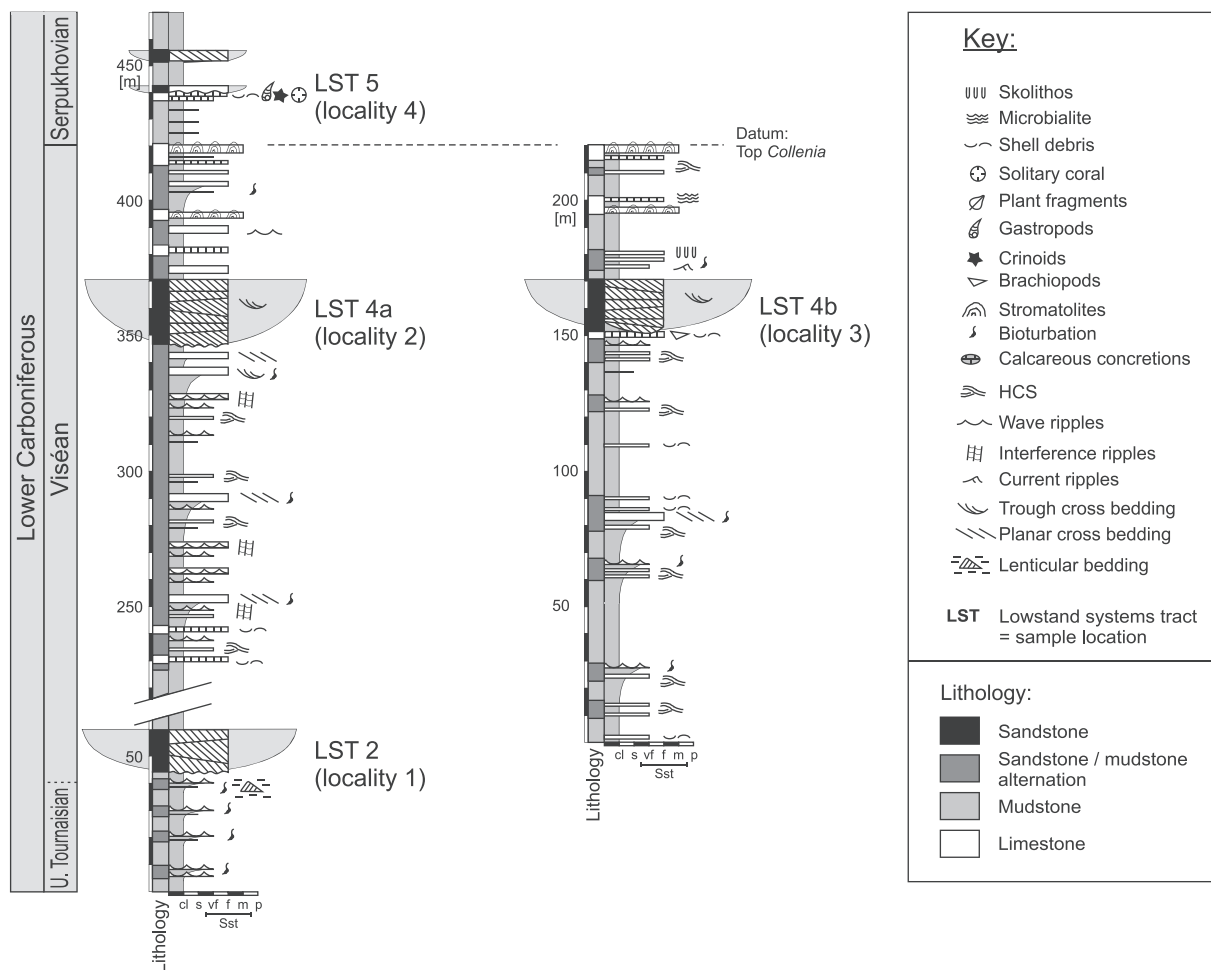 Lower Carboniferous
Serpukhovian
Viséan
U. Tournaisian
450
[m]
400
350
300
250
50
LST 5
(locality 4)
LST 4a
(locality 2)
LST 2
(locality 1)
cl s vf f m p
Sst
Lithology
Datum:
Top Collenia
200
[m]
150
100
50
LST 4b
(locality 3)
cl s vf f m p
Sst
Lithology
Key:
Skolithos
Microbialite
Shell debris
Solitary coral
Plant fragments
Gastropods
Crinoids
Brachiopods
Stromatolites
Bioturbation
Calcareous concretions
HCS
Wave ripples
Interference ripples
Current ripples
Trough cross bedding
Planar cross bedding
Lenticular bedding
LST Lowstand systems tract
= sample location
Lithology:
Sandstone
Sandstone / mudstone
alternation
Mudstone
Limestone